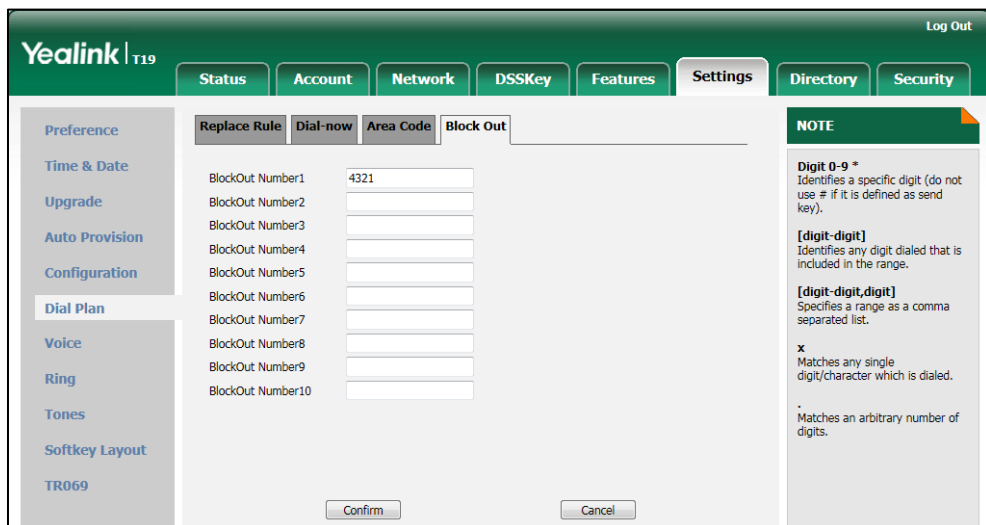 Log Out
Yealink | T19
Status Account Network DSSKey Features Settings Directory Security
Preference
Time & Date
Upgrade
Auto Provision
Configuration
Dial Plan
Voice
Ring
Tones
Softkey Layout
TR069
Replace Rule Dial-now Area Code Block Out
BlockOut Number1 4321
BlockOut Number2
BlockOut Number3
BlockOut Number4
BlockOut Number5
BlockOut Number6
BlockOut Number7
BlockOut Number8
BlockOut Number9
BlockOut Number10
Confirm Cancel
NOTE
Digit 0-9 *
Identifies a specific digit (do not
use # if it is defined as send
key).
[digit-digit]
Identifies any digit dialed that is
included in the range.
[digit-digit,digit]
Specifies a range as a comma
separated list.
x
Matches any single
digit/character which is dialed.
.
Matches an arbitrary number of
digits.